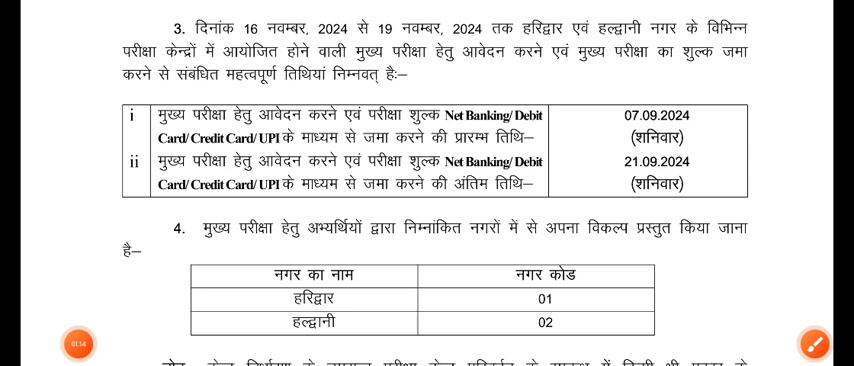 3. दिनांक 16 नवम्बर, 2024 से 19 नवम्बर, 2024 तक हरिद्वार एवं हल्द्वानी नगर के विभिन्न
परीक्षा केन्द्रों में आयोजित होने वाली मुख्य परीक्षा हेतु आवेदन करने एवं मुख्य परीक्षा का शुल्क जमा
करने से संबंधित महत्वपूर्ण तिथियां निम्नवत् है:–
i मुख्य परीक्षा हेतु आवेदन करने एवं परीक्षा शुल्क Net Banking/Debit 07.09.2024
Card/Credit Card/UPI के माध्यम से जमा करने की प्रारम्भ तिथि– (शनिवार)
ii मुख्य परीक्षा हेतु आवेदन करने एवं परीक्षा शुल्क Net Banking/Debit 21.09.2024
Card/Credit Card/UPI के माध्यम से जमा करने की अंतिम तिथि– (शनिवार)
4. मुख्य परीक्षा हेतु अभ्यर्थियों द्वारा निम्नांकित नगरों में से अपना विकल्प प्रस्तुत किया जाना
है–
नगर का नाम नगर कोड
हरिद्वार 01
हल्द्वानी 02
01:14